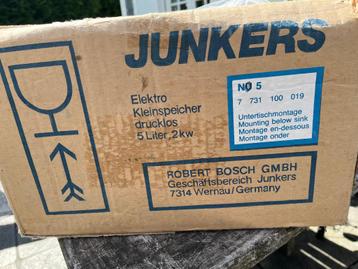 JUNKERS
Elektro
Kleinspeicher
drucklos
5 Liter, 2kw
NO 5
7 731 100 019
Untertischmontage
Mounting below sink
Montage en-dessous
Montage onder
ROBERT BOSCH GMBH
Geschäftsbereich Junkers
7314 Wernau/Germany